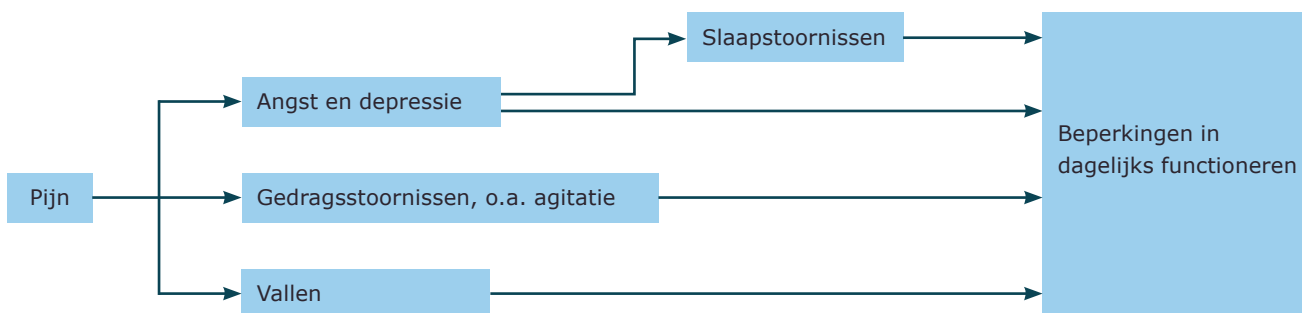 Slaapstoornissen
Angst en depressie
Beperkingen in
dagelijks functioneren
Pijn
Gedragsstoornissen, o.a. agitatie
Vallen